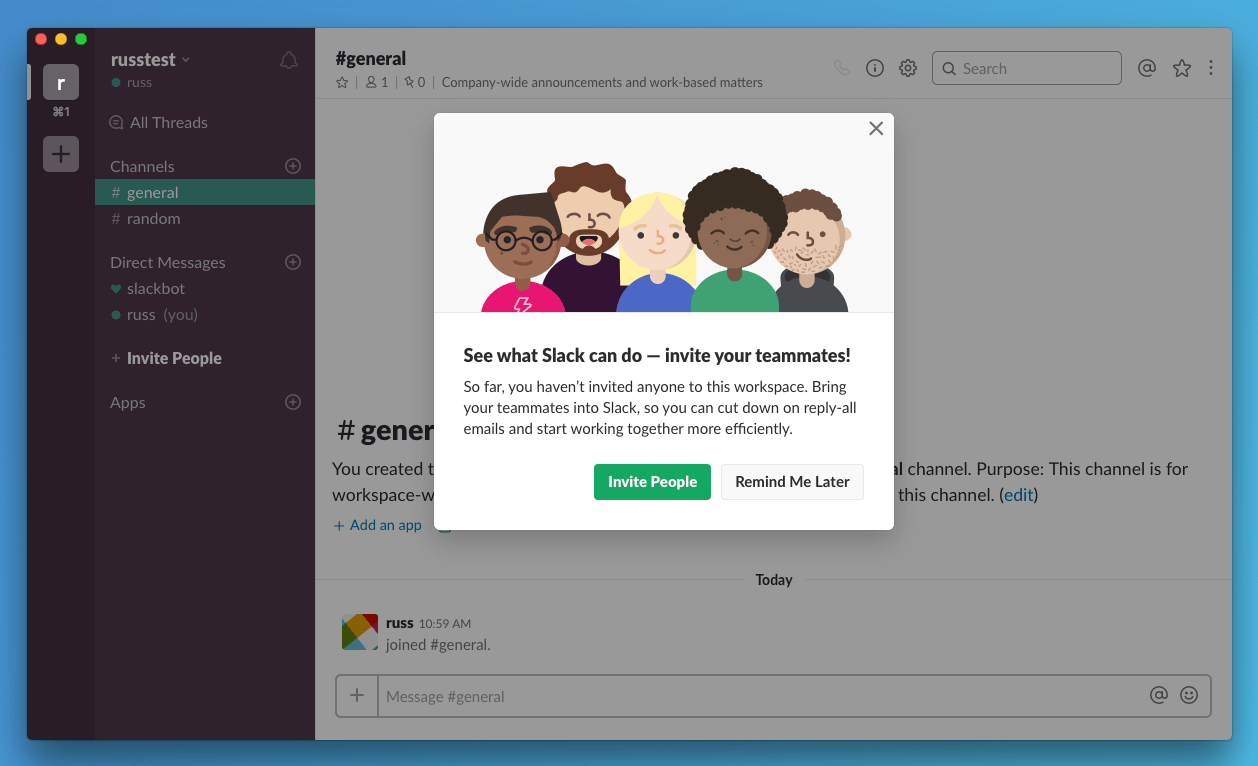 russtest
russ
r
⌘1
All Threads
Channels
# general
# random
Direct Messages
slackbot
russ (you)
+ Invite People
Apps
#general
1
0
Company-wide announcements and work-based matters
Search
See what Slack can do — invite your teammates!
So far, you haven’t invited anyone to this workspace. Bring
your teammates into Slack, so you can cut down on reply-all
emails and start working together more efficiently.
Invite People
Remind Me Later
# gener
You created t
al channel. Purpose: This channel is for
workspace-w
this channel. (edit)
+ Add an app
Today
russ 10:59 AM
joined #general.
Message #general